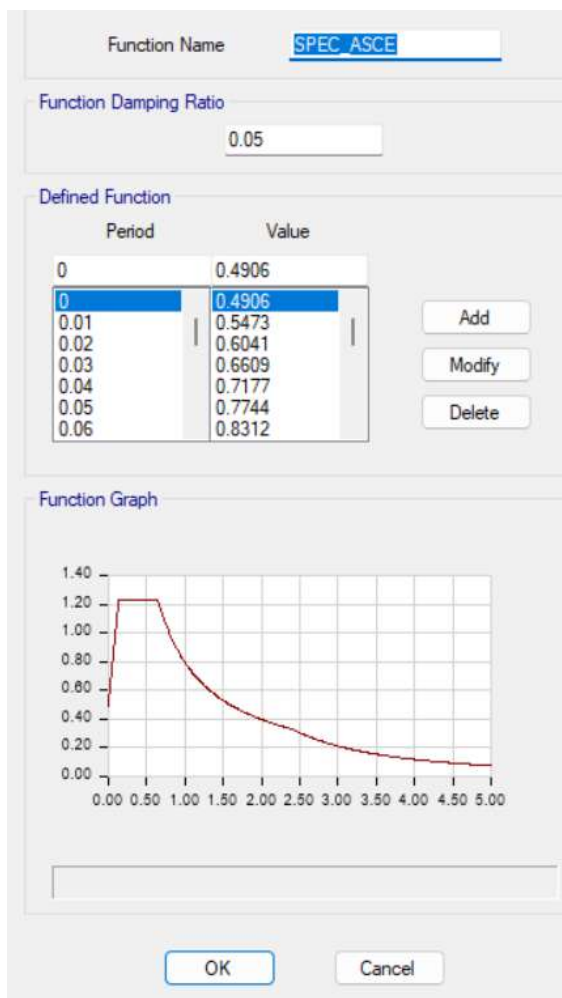 Function Name SPEC_ASCE
Function Damping Ratio
0.05
Defined Function
Period Value
0 0.4906
0 0.4906
0.01 0.5473
0.02 0.6041
0.03 0.6609
0.04 0.7177
0.05 0.7744
0.06 0.8312
Add
Modify
Delete
Function Graph
1.40
1.20
1.00
0.80
0.60
0.40
0.20
0.00
0.00 0.50 1.00 1.50 2.00 2.50 3.00 3.50 4.00 4.50 5.00
OK Cancel